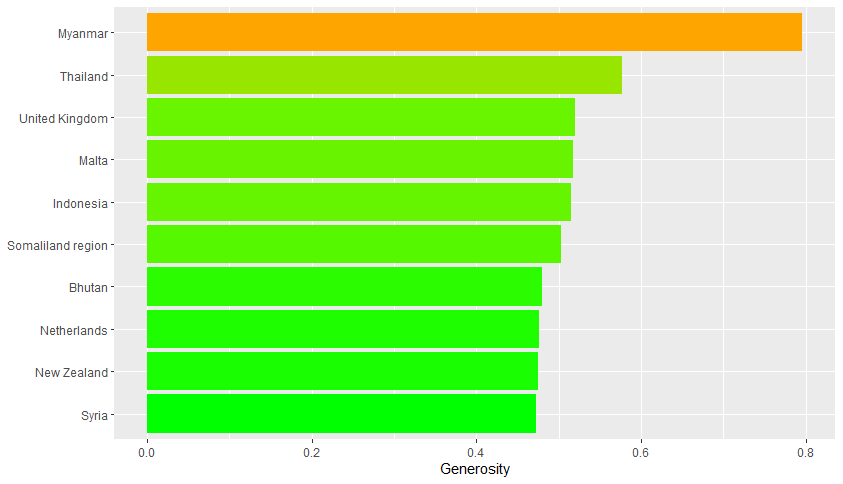 Myanmar
Thailand
United Kingdom
Malta
Indonesia
Somaliland region
Bhutan
Netherlands
New Zealand
Syria
0.0 0.2 0.4 0.6 0.8
Generosity